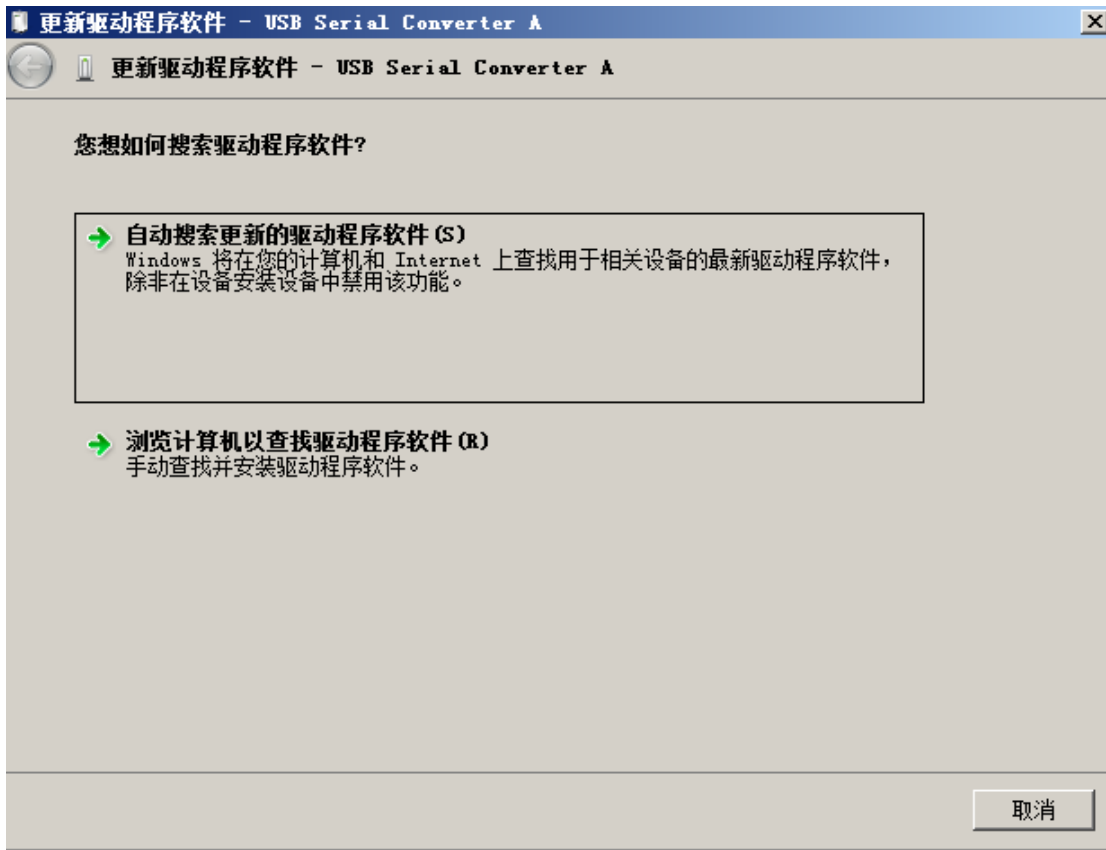 更新驱动程序软件 - USB Serial Converter A
更新驱动程序软件 - USB Serial Converter A
您想如何搜索驱动程序软件?
自动搜索更新的驱动程序软件(S)
Windows 将在您的计算机和 Internet 上查找用于相关设备的最新驱动程序软件，
除非在设备安装设备中禁用该功能。
浏览计算机以查找驱动程序软件(R)
手动查找并安装驱动程序软件。
取消